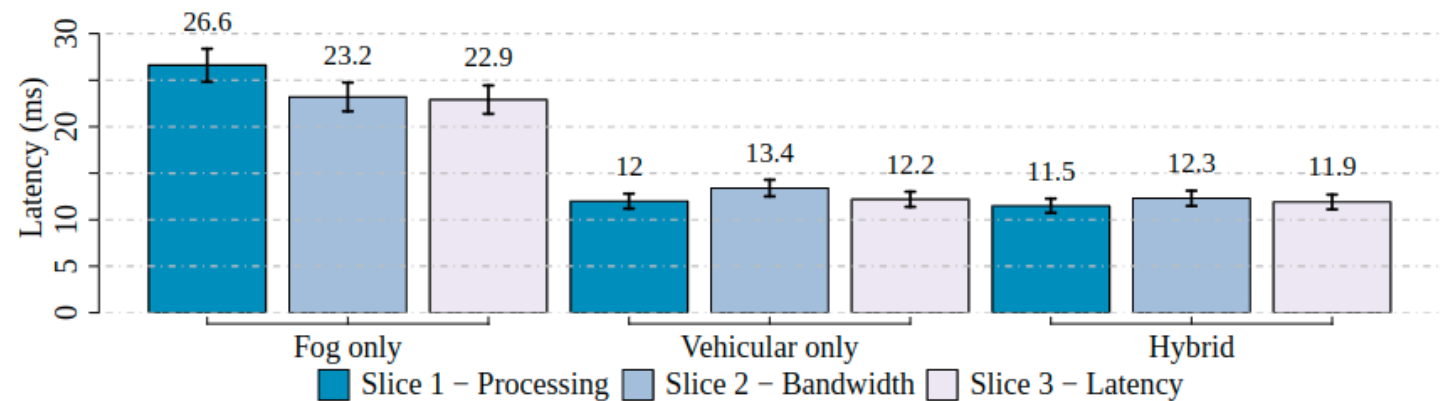 Latency (ms)
30
20
10
5
0
26.6
23.2
22.9
12
13.4
12.2
11.5
12.3
11.9
Fog only
Vehicular only
Hybrid
Slice 1 − Processing
Slice 2 − Bandwidth
Slice 3 − Latency